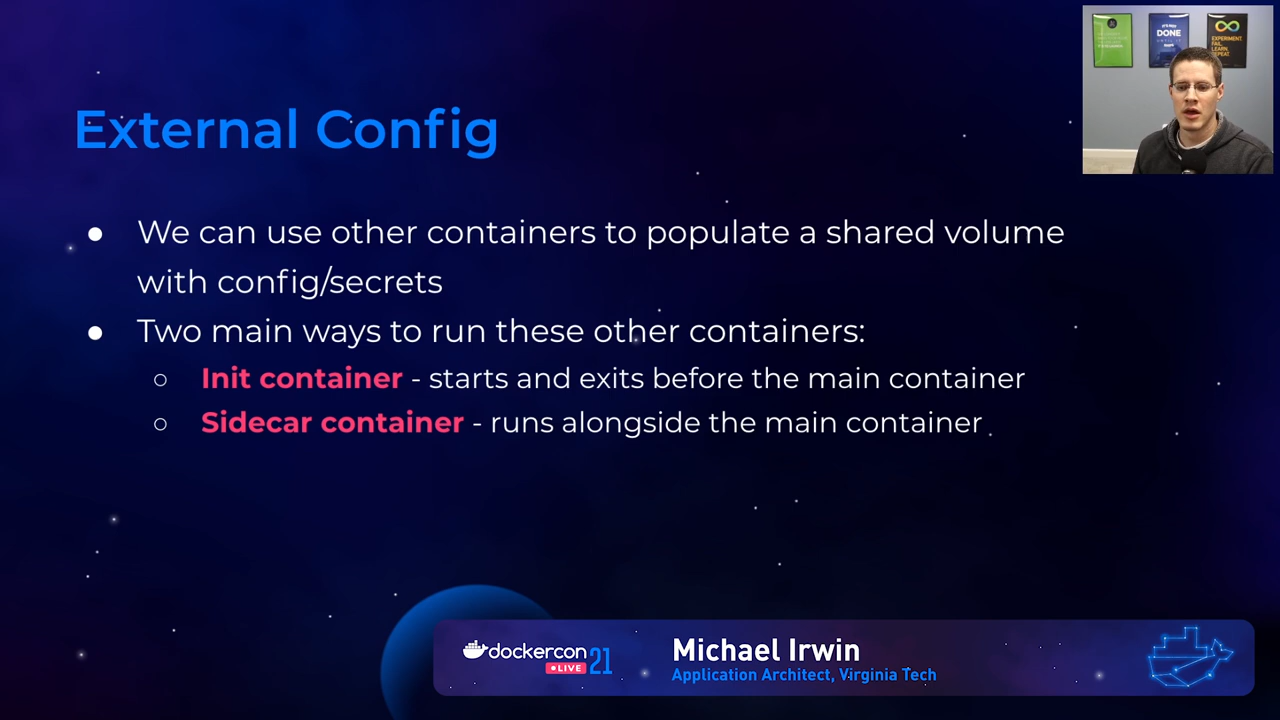 External Config
● We can use other containers to populate a shared volume
with config/secrets
● Two main ways to run these other containers:
○ Init container - starts and exits before the main container
○ Sidecar container - runs alongside the main container
DONE
EXPERIMENT.
FAIL.
LEARN.
REPEAT.
dockercon
LIVE
21
Michael Irwin
Application Architect, Virginia Tech